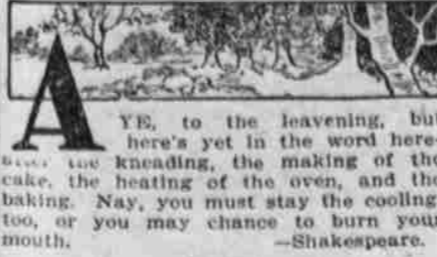 AYE, to the leavening, but
here's yet in the word here-
after the kneading, the making of the
cake, the heating of the oven, and the
baking. Nay, you must stay the cooling
too, or you may chance to burn your
mouth. —Shakespeare.